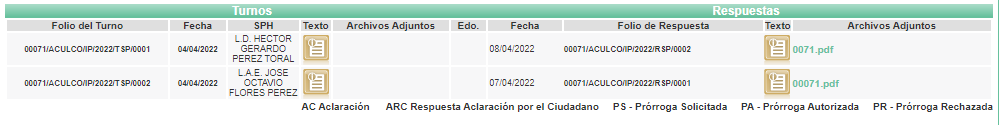 Turnos Respuestas
Folio del Turno Fecha SPH Texto Archivos Adjuntos Edo. Fecha Folio de Respuesta Texto Archivos Adjuntos
00071/ACULCO/IP/2022/TSP/0001 04/04/2022 L.D. HECTOR GERARDO PEREZ TORAL 08/04/2022 00071/ACULCO/IP/2022/RSP/0002 0071.pdf
00071/ACULCO/IP/2022/TSP/0002 04/04/2022 L.A.E. JOSE OCTAVIO FLORES PEREZ 07/04/2022 00071/ACULCO/IP/2022/RSP/0001 00071.pdf
AC Aclaración ARC Respuesta Aclaración por el Ciudadano PS - Prórroga Solicitada PA - Prórroga Autorizada PR - Prórroga Rechazada